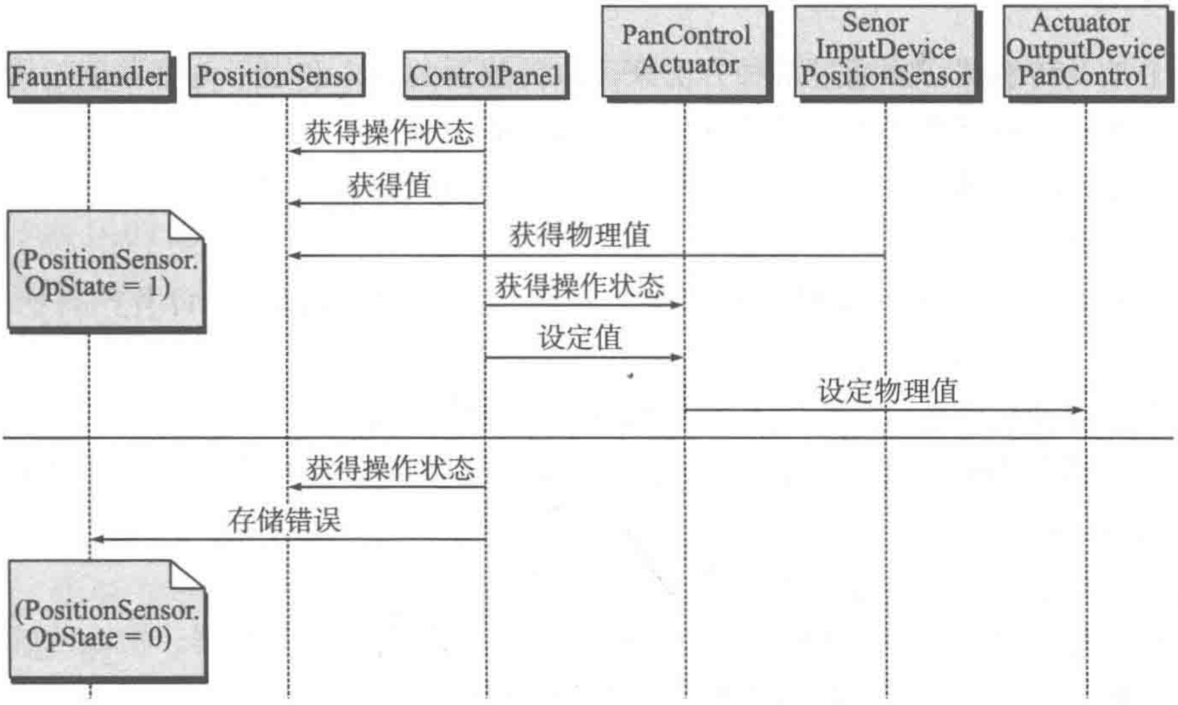 FauntHandler
PositionSenso
ControlPanel
PanControl
Actuator
Senor
InputDevice
PositionSensor
Actuator
OutputDevice
PanControl
获得操作状态
获得值
获得物理值
(PositionSensor.
OpState = 1)
获得操作状态
设定值
设定物理值
获得操作状态
存储错误
(PositionSensor.
OpState = 0)